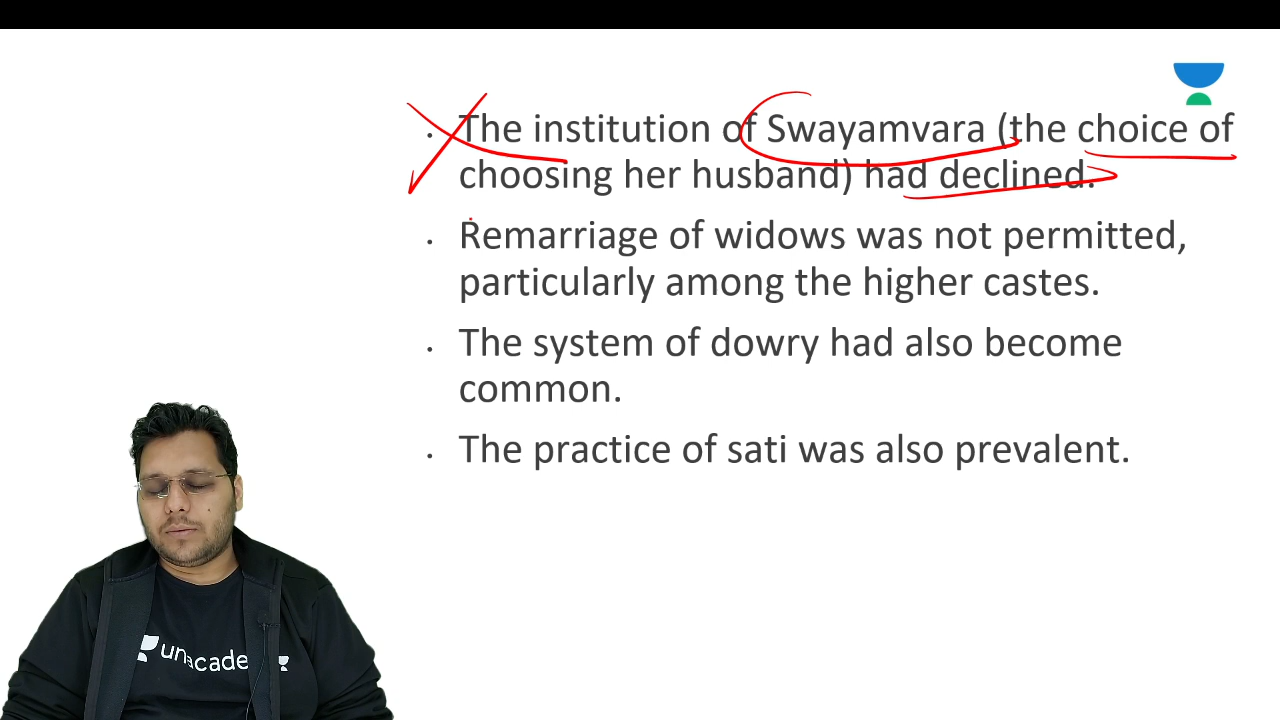 • The institution of Swayamvara (the choice of
choosing her husband) had declined.
• Remarriage of widows was not permitted,
particularly among the higher castes.
• The system of dowry had also become
common.
• The practice of sati was also prevalent.
unacade